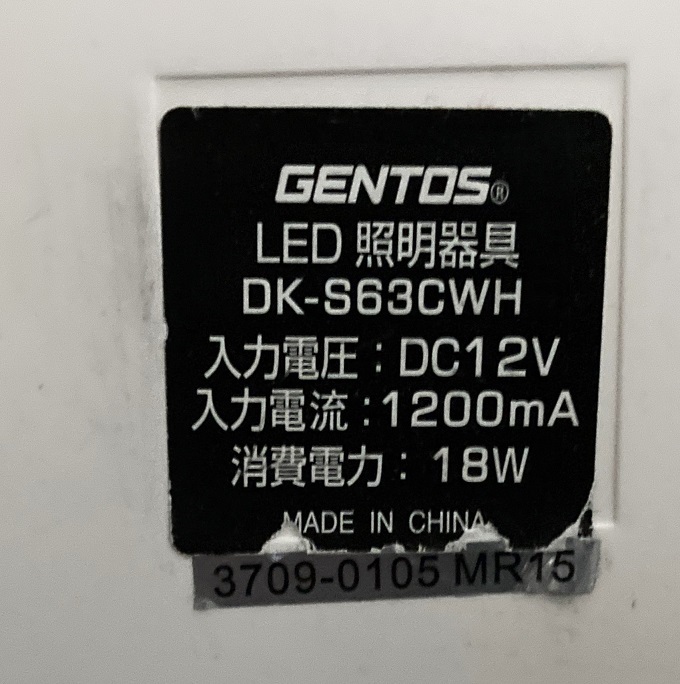 GENTOS®
LED 照明器具
DK-S63CWH
入力電圧：DC12V
入力電流：1200mA
消費電力：18W
MADE IN CHINA
3709-0105 MR15